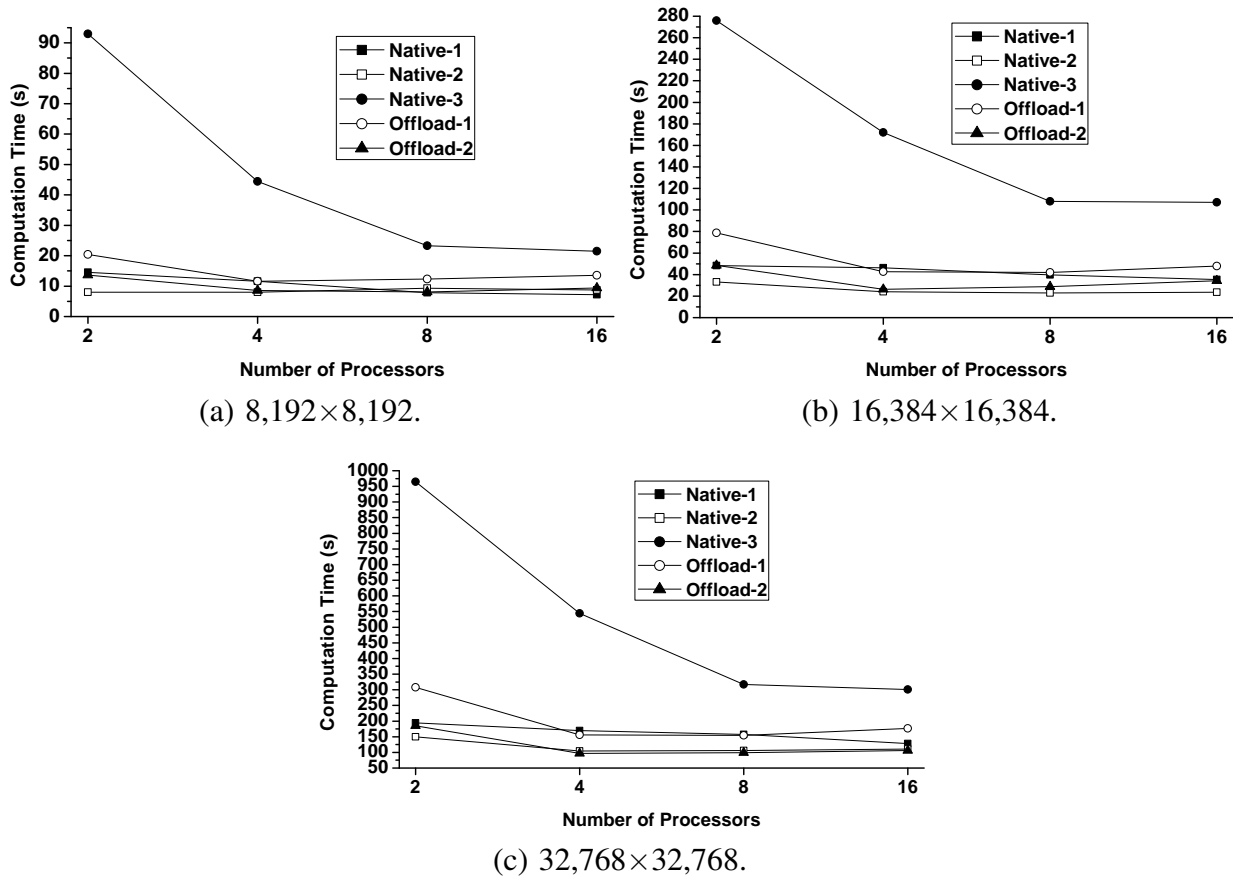 90
80
70
60
50
40
30
20
10
0
Computation Time (s)
Native-1
Native-2
Native-3
Offload-1
Offload-2
2 4 8 16
Number of Processors
(a) 8,192×8,192.
280
260
240
220
200
180
160
140
120
100
80
60
40
20
0
Computation Time (s)
Native-1
Native-2
Native-3
Offload-1
Offload-2
2 4 8 16
Number of Processors
(b) 16,384×16,384.
1000
950
900
850
800
750
700
650
600
550
500
450
400
350
300
250
200
150
100
50
Computation Time (s)
Native-1
Native-2
Native-3
Offload-1
Offload-2
2 4 8 16
Number of Processors
(c) 32,768×32,768.